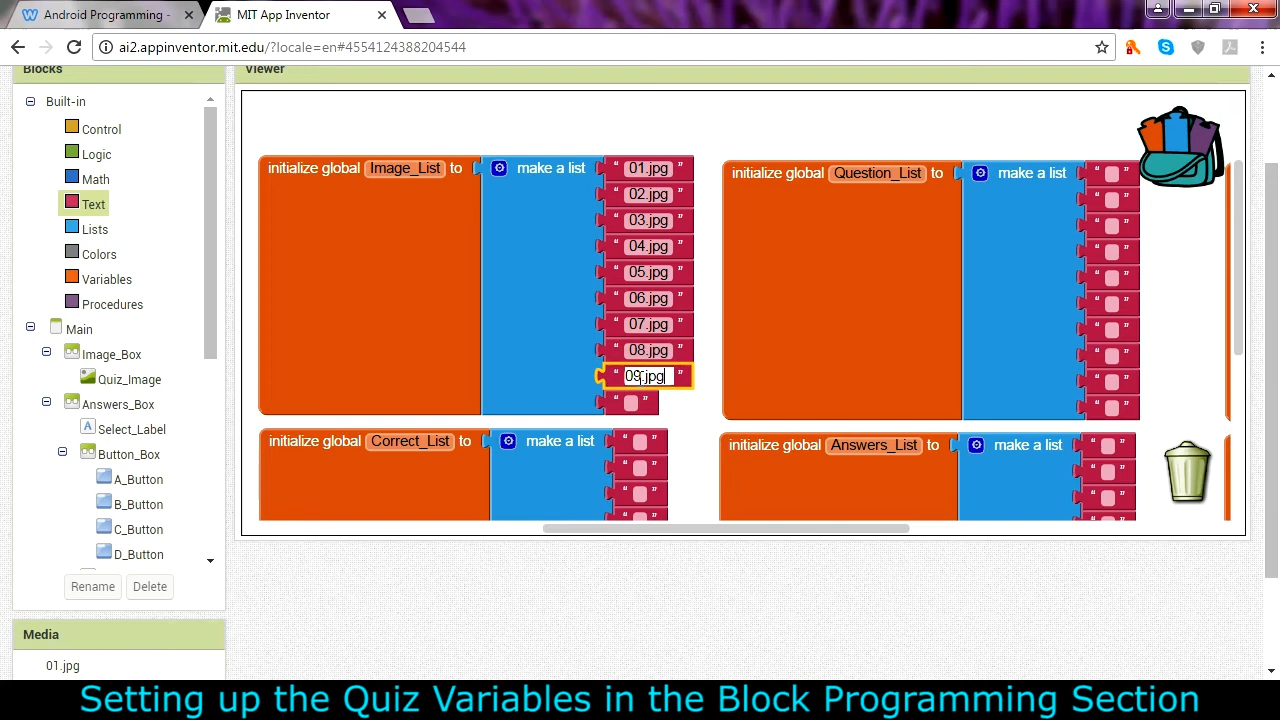 Android Programming -
MIT App Inventor
ai2.appinventor.mit.edu/?locale=en#4554124388204544
Blocks
Viewer
Built-in
Control
Logic
Math
Text
Lists
Colors
Variables
Procedures
Main
Image_Box
Quiz_Image
Answers_Box
Select_Label
Button_Box
A_Button
B_Button
C_Button
D_Button
Rename Delete
Media
01.jpg
initialize global Image_List to make a list " 01.jpg "
" 02.jpg "
" 03.jpg "
" 04.jpg "
" 05.jpg "
" 06.jpg "
" 07.jpg "
" 08.jpg "
" 09.jpg "
" "
initialize global Question_List to make a list " "
initialize global Correct_List to make a list " "
initialize global Answers_List to make a list " "
Setting up the Quiz Variables in the Block Programming Section